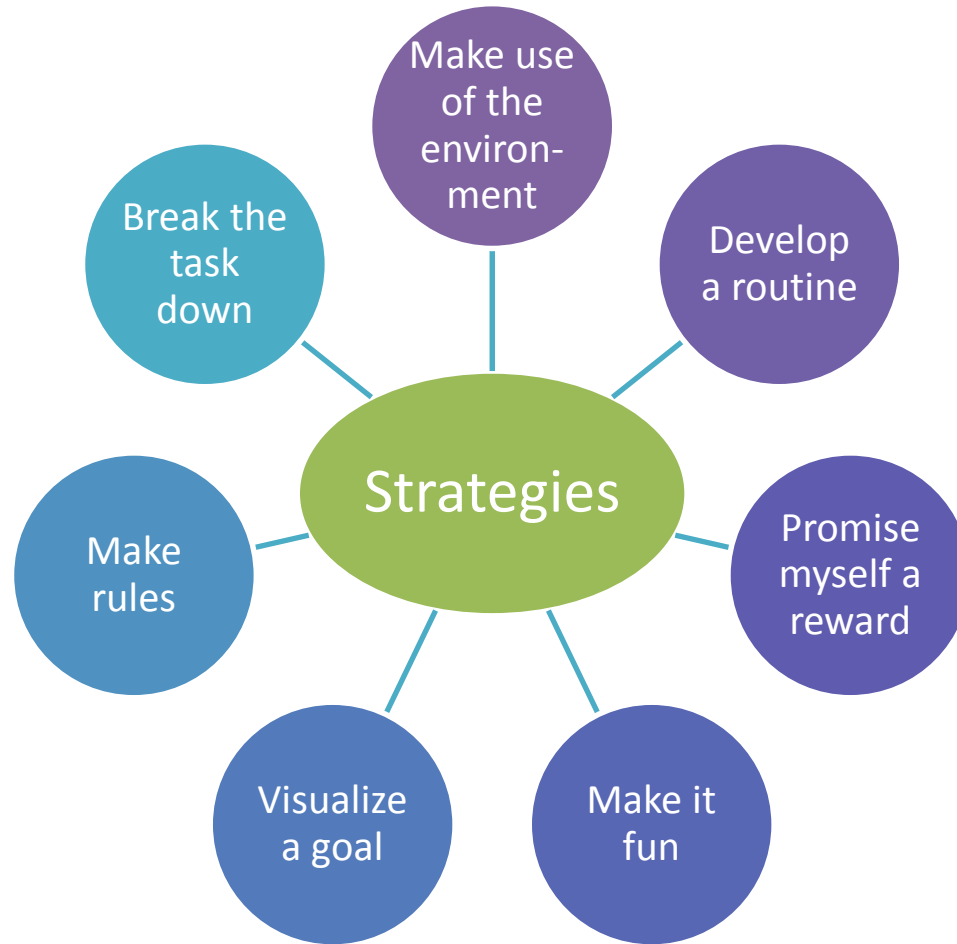 Make use
of the
environ-
ment
Develop
a routine
Promise
myself a
reward
Make it
fun
Visualize
a goal
Make
rules
Break the
task
down
Strategies